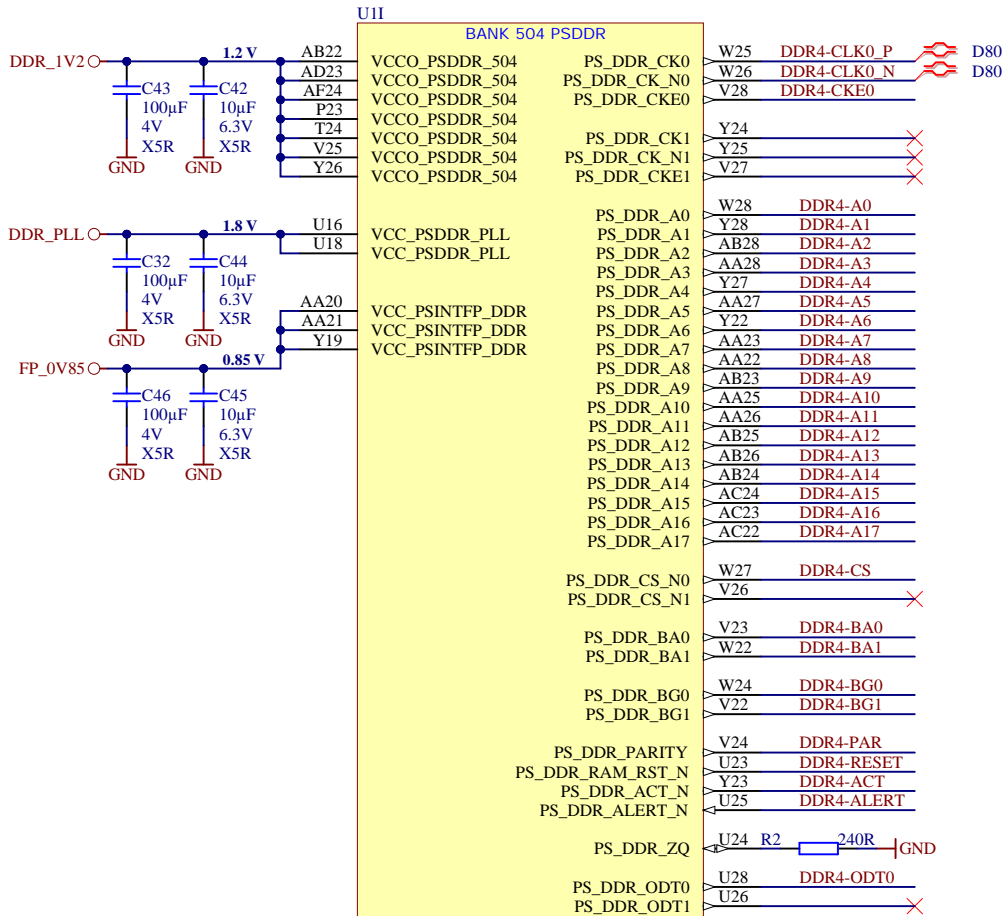 U1I
BANK 504 PSDDR
DDR_1V2
1.2 V
AB22 VCCO_PSDDR_504
AD23 VCCO_PSDDR_504
AF24 VCCO_PSDDR_504
P23 VCCO_PSDDR_504
T24 VCCO_PSDDR_504
V25 VCCO_PSDDR_504
Y26 VCCO_PSDDR_504
C43
100µF
4V
X5R
GND
C42
10µF
6.3V
X5R
GND
DDR_PLL
1.8 V
U16 VCC_PSDDR_PLL
U18 VCC_PSDDR_PLL
C32
100µF
4V
X5R
GND
C44
10µF
6.3V
X5R
GND
AA20 VCC_PSINTFP_DDR
AA21 VCC_PSINTFP_DDR
Y19 VCC_PSINTFP_DDR
FP_0V85
0.85 V
C46
100µF
4V
X5R
GND
C45
10µF
6.3V
X5R
GND
PS_DDR_CK0 W25 DDR4-CLK0_P D80
PS_DDR_CK_N0 W26 DDR4-CLK0_N D80
PS_DDR_CKE0 V28 DDR4-CKE0
PS_DDR_CK1 Y24
PS_DDR_CK_N1 Y25
PS_DDR_CKE1 V27
PS_DDR_A0 W28 DDR4-A0
PS_DDR_A1 Y28 DDR4-A1
PS_DDR_A2 AB28 DDR4-A2
PS_DDR_A3 AA28 DDR4-A3
PS_DDR_A4 Y27 DDR4-A4
PS_DDR_A5 AA27 DDR4-A5
PS_DDR_A6 Y22 DDR4-A6
PS_DDR_A7 AA23 DDR4-A7
PS_DDR_A8 AA22 DDR4-A8
PS_DDR_A9 AB23 DDR4-A9
PS_DDR_A10 AA25 DDR4-A10
PS_DDR_A11 AA26 DDR4-A11
PS_DDR_A12 AB25 DDR4-A12
PS_DDR_A13 AB26 DDR4-A13
PS_DDR_A14 AB24 DDR4-A14
PS_DDR_A15 AC24 DDR4-A15
PS_DDR_A16 AC23 DDR4-A16
PS_DDR_A17 AC22 DDR4-A17
PS_DDR_CS_N0 W27 DDR4-CS
PS_DDR_CS_N1 V26
PS_DDR_BA0 V23 DDR4-BA0
PS_DDR_BA1 W22 DDR4-BA1
PS_DDR_BG0 W24 DDR4-BG0
PS_DDR_BG1 V22 DDR4-BG1
PS_DDR_PARITY V24 DDR4-PAR
PS_DDR_RAM_RST_N U23 DDR4-RESET
PS_DDR_ACT_N Y23 DDR4-ACT
PS_DDR_ALERT_N U25 DDR4-ALERT
PS_DDR_ZQ U24 R2 240R GND
PS_DDR_ODT0 U28 DDR4-ODT0
PS_DDR_ODT1 U26